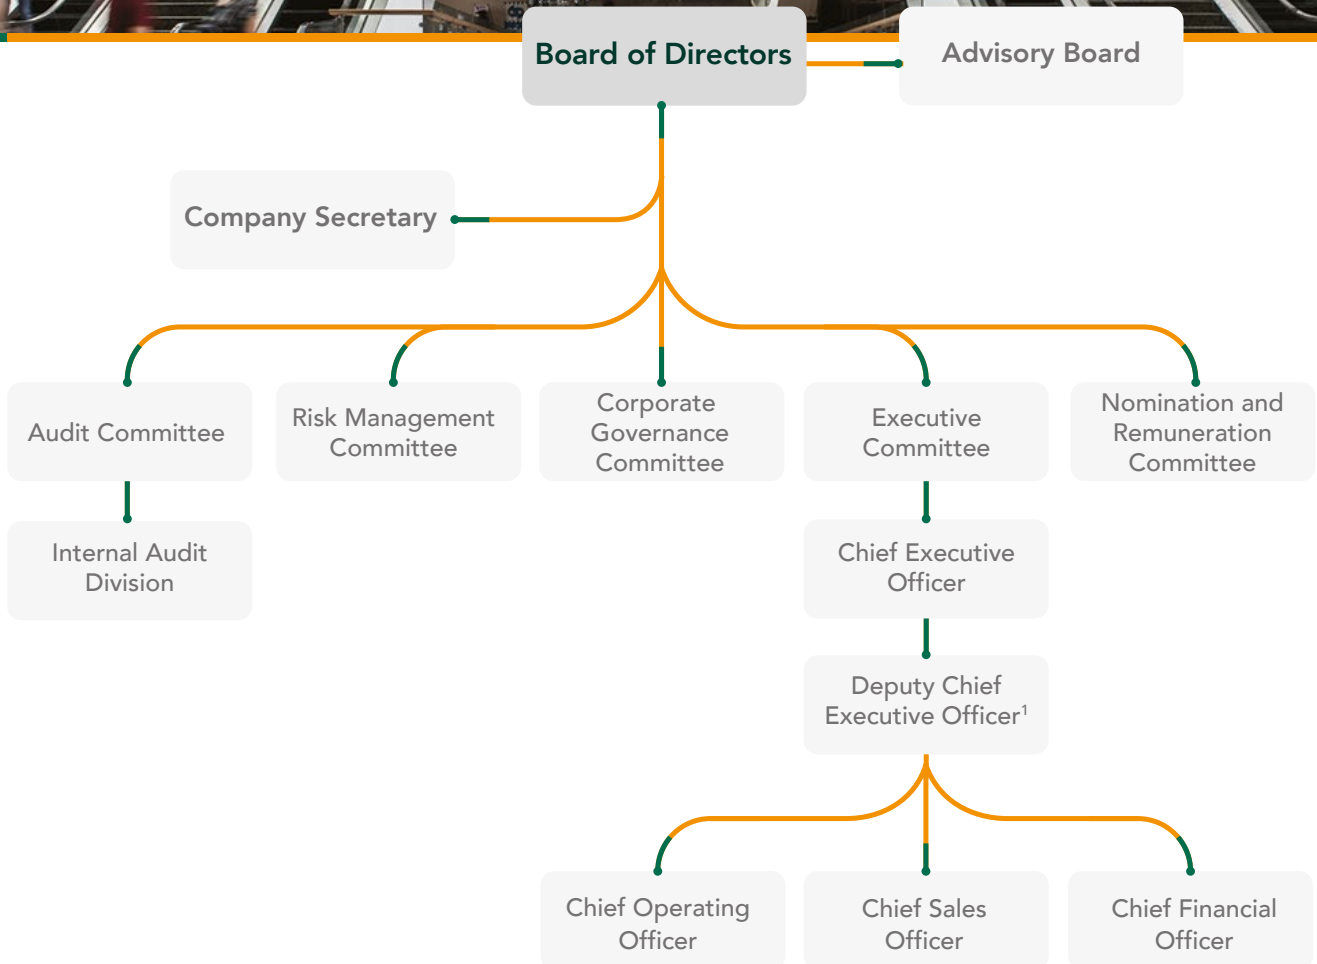 Board of Directors
Advisory Board
Company Secretary
Audit Committee
Risk Management
Committee
Corporate
Governance
Committee
Executive
Committee
Nomination and
Remuneration
Committee
Internal Audit
Division
Chief Executive
Officer
Deputy Chief
Executive Officer¹
Chief Operating
Officer
Chief Sales
Officer
Chief Financial
Officer